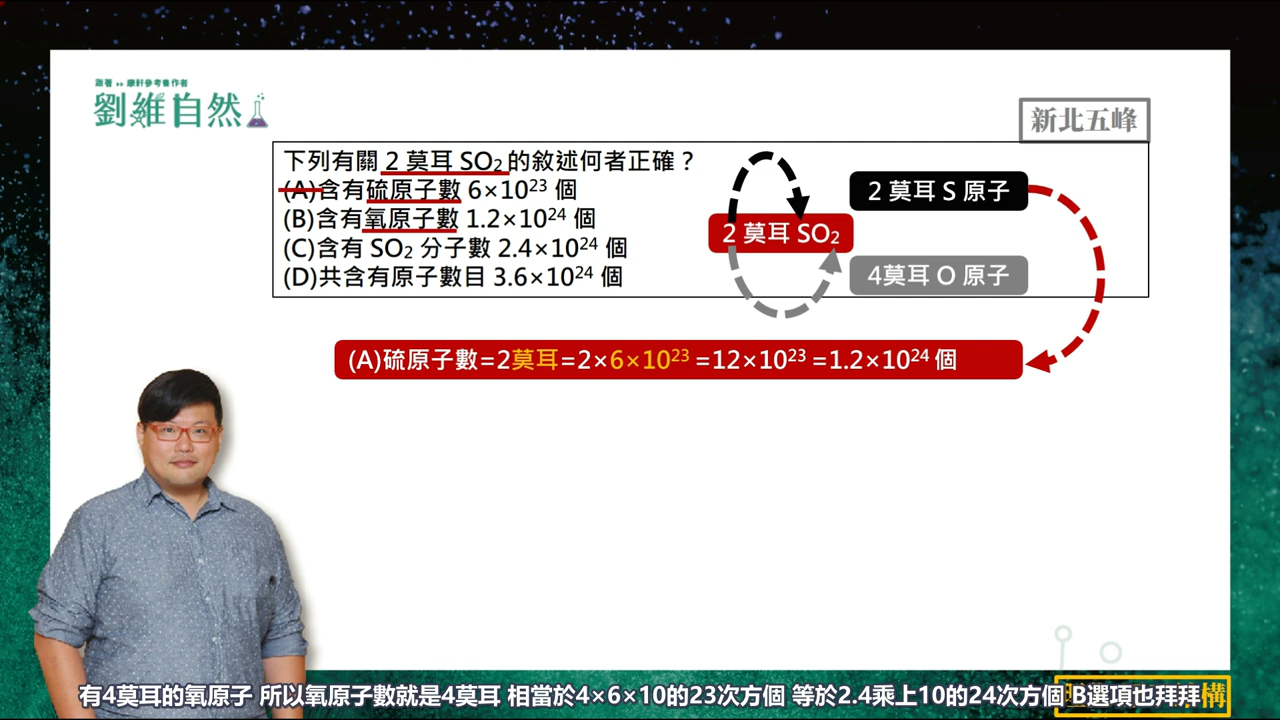 跟著▸▸康軒參考書作者
劉維自然
新北五峰
下列有關 2 莫耳 SO₂ 的敘述何者正確？
(A)含有硫原子數 6×10²³ 個
(B)含有氧原子數 1.2×10²⁴ 個
(C)含有 SO₂ 分子數 2.4×10²⁴ 個
(D)共含有原子數目 3.6×10²⁴ 個
2 莫耳 S 原子
2 莫耳 SO₂
4莫耳 O 原子
(A)硫原子數=2莫耳=2×6×10²³ =12×10²³ =1.2×10²⁴ 個
有4莫耳的氧原子 所以氧原子數就是4莫耳 相當於4×6×10的23次方個 等於2.4乘上10的24次方個 B選項也拜拜
構